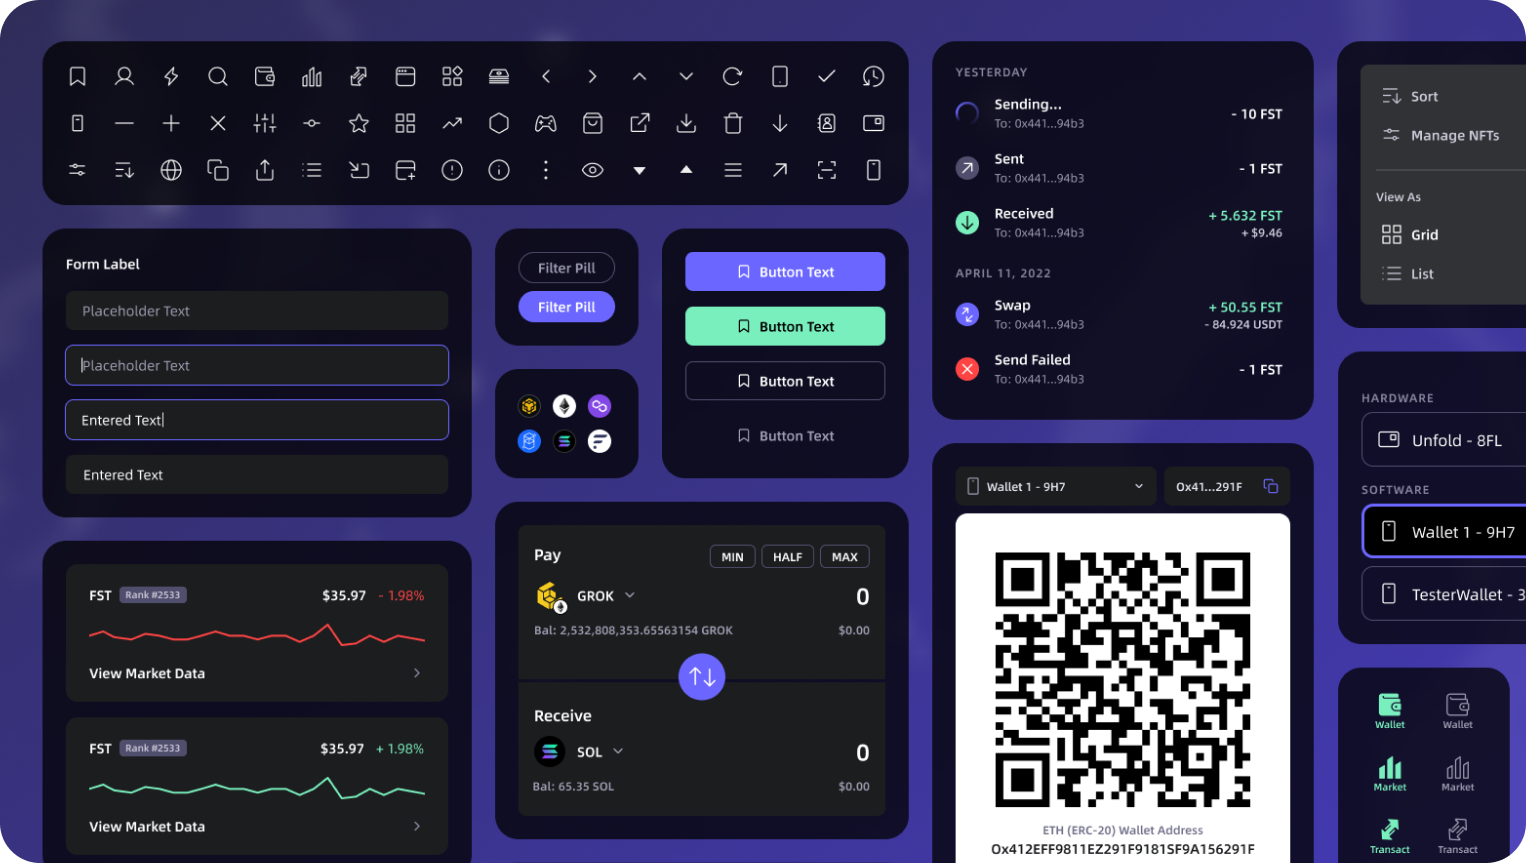 Form Label
Placeholder Text
Placeholder Text
Entered Text
Entered Text
FST Rank #2533 $35.97 - 1.98%
View Market Data
FST Rank #2533 $35.97 + 1.98%
View Market Data
Filter Pill
Filter Pill
Button Text
Button Text
Button Text
Button Text
Pay MIN HALF MAX
GROK 0
Bal: 2,532,808,353.65563154 GROK $0.00
Receive
SOL 0
Bal: 65.35 SOL $0.00
YESTERDAY
Sending...
To: 0x441...94b3
- 10 FST
Sent
To: 0x441...94b3
- 1 FST
Received
To: 0x441...94b3
+ 5.632 FST
+ $9.46
APRIL 11, 2022
Swap
To: 0x441...94b3
+ 50.55 FST
- 84.924 USDT
Send Failed
To: 0x441...94b3
- 1 FST
Wallet 1 - 9H7 0x41...291F
ETH (ERC-20) Wallet Address
0x412EFF9811EZ291F9181SF9A156291F
Sort
Manage NFTs
View As
Grid
List
HARDWARE
Unfold - 8FL
SOFTWARE
Wallet 1 - 9H7
TesterWallet - 3
Wallet Wallet
Market Market
Transact Transact